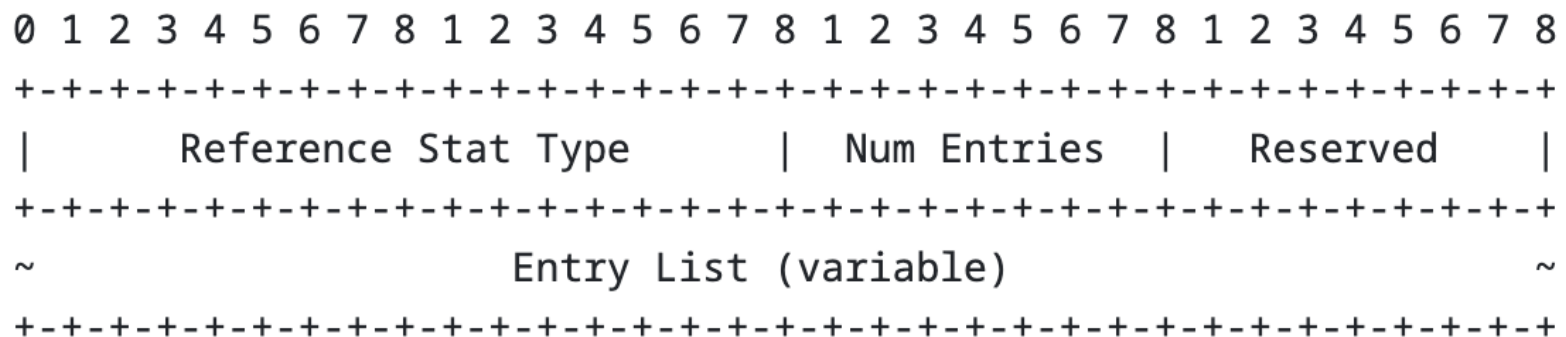 0 1 2 3 4 5 6 7 8 1 2 3 4 5 6 7 8 1 2 3 4 5 6 7 8 1 2 3 4 5 6 7 8
+-+-+-+-+-+-+-+-+-+-+-+-+-+-+-+-+-+-+-+-+-+-+-+-+-+-+-+-+-+-+-+-+
|      Reference Stat Type      |  Num Entries  |   Reserved    |
+-+-+-+-+-+-+-+-+-+-+-+-+-+-+-+-+-+-+-+-+-+-+-+-+-+-+-+-+-+-+-+-+
~                    Entry List (variable)                      ~
+-+-+-+-+-+-+-+-+-+-+-+-+-+-+-+-+-+-+-+-+-+-+-+-+-+-+-+-+-+-+-+-+